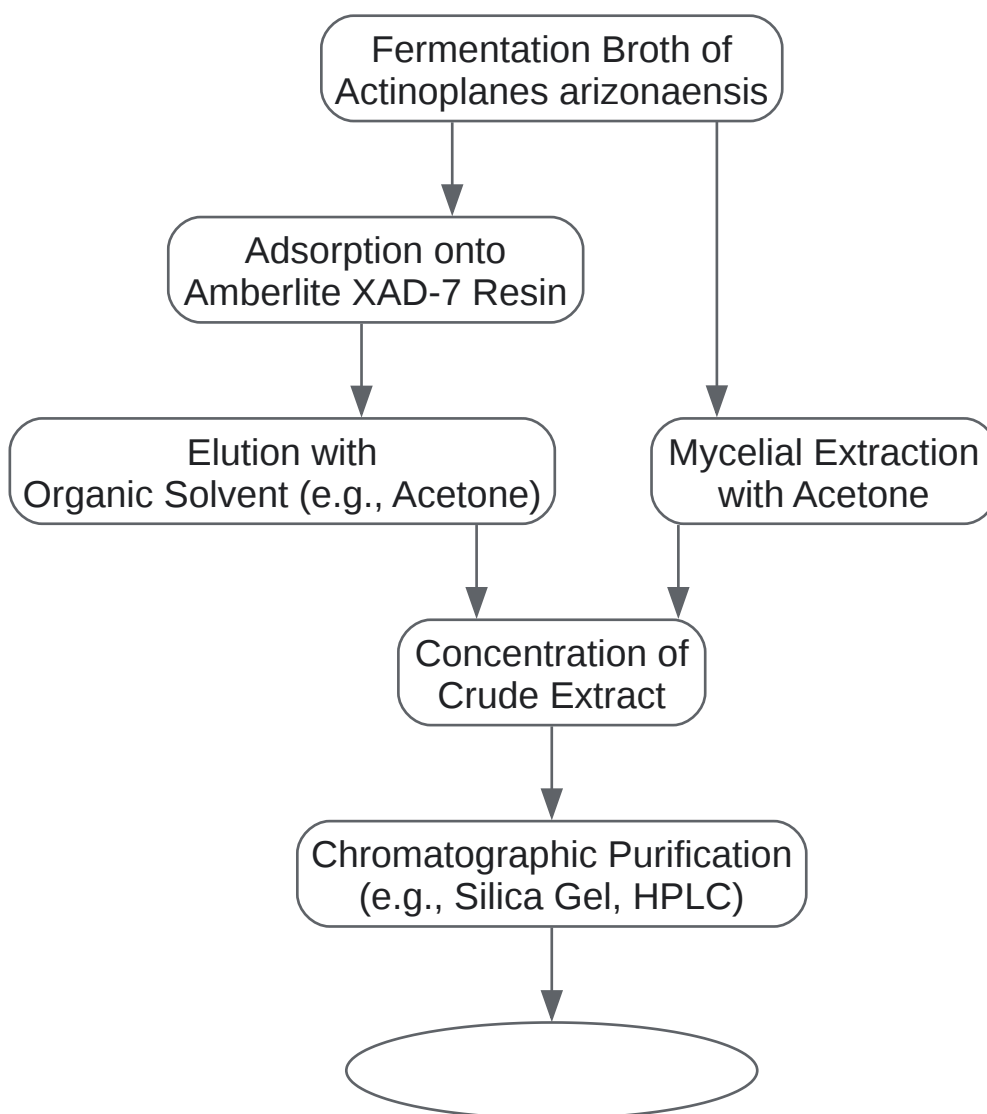 Fermentation Broth of
Actinoplanes arizonaensis
Adsorption onto
Amberlite XAD-7 Resin
Elution with
Organic Solvent (e.g., Acetone)
Mycelial Extraction
with Acetone
Concentration of
Crude Extract
Chromatographic Purification
(e.g., Silica Gel, HPLC)